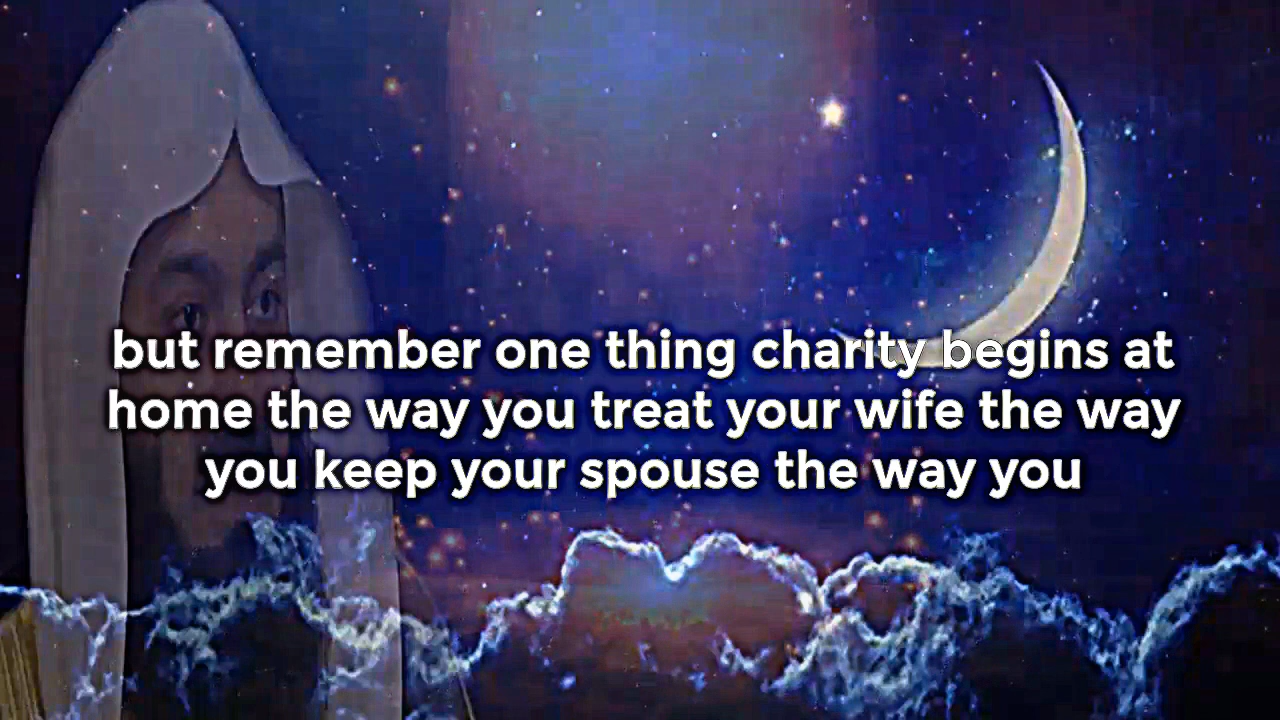 but remember one thing charity begins at
home the way you treat your wife the way
you keep your spouse the way you